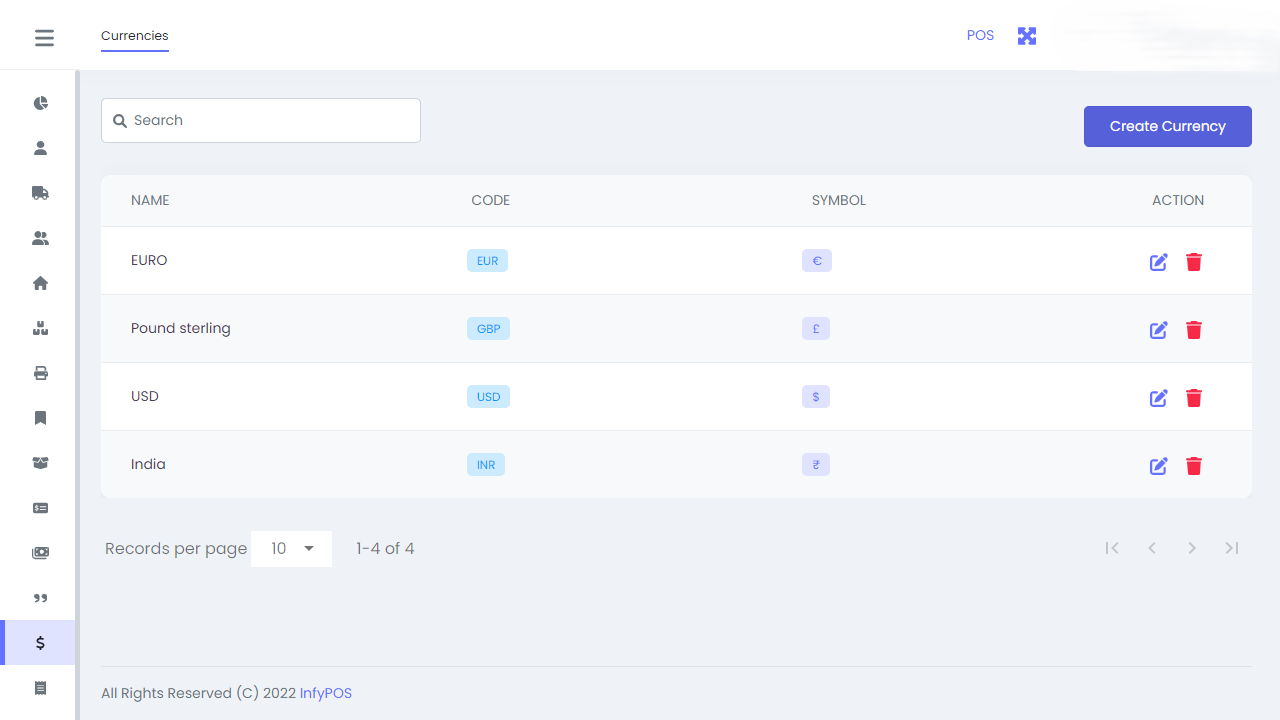 Currencies
POS
Search
Create Currency
NAME CODE SYMBOL ACTION
EURO EUR €
Pound sterling GBP £
USD USD $
India INR ₹
Records per page 10 1-4 of 4
All Rights Reserved (C) 2022 InfyPOS